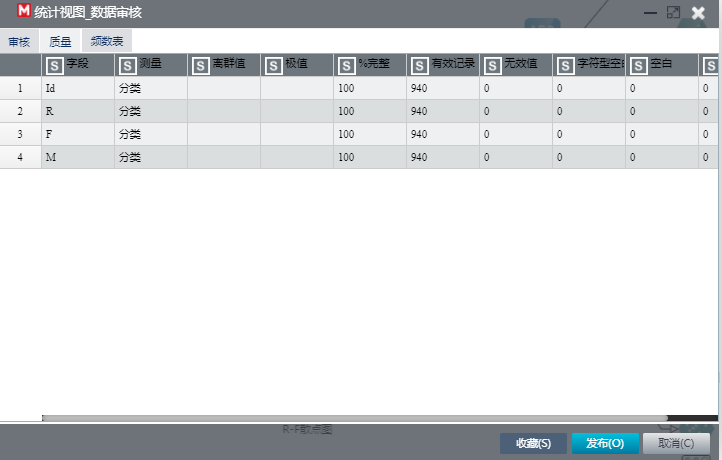 M 统计视图_数据审核
审核 质量 频数表
S 字段 S 测量 S 离群值 S 极值 S %完整 S 有效记录 S 无效值 S 字符型空白 S 空白 S
1 Id 分类 100 940 0 0 0 0
2 R 分类 100 940 0 0 0 0
3 F 分类 100 940 0 0 0 0
4 M 分类 100 940 0 0 0 0
R-F散点图
收藏(S) 发布(O) 取消(C)